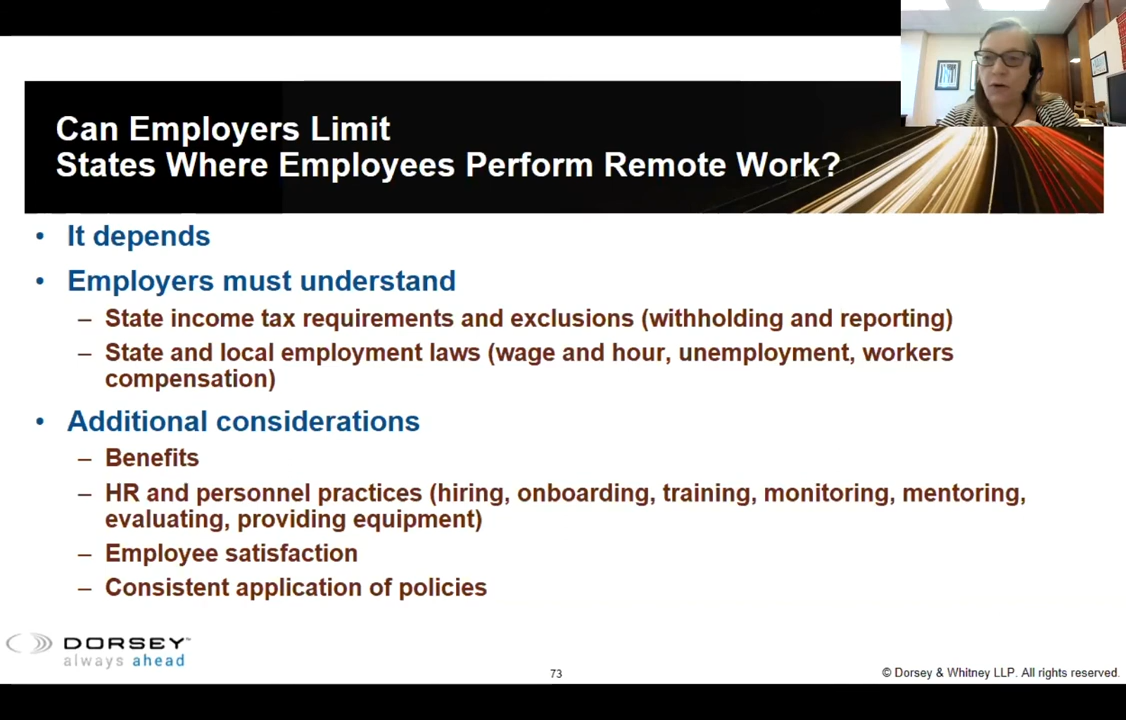 Can Employers Limit
States Where Employees Perform Remote Work?
• It depends
• Employers must understand
– State income tax requirements and exclusions (withholding and reporting)
– State and local employment laws (wage and hour, unemployment, workers
compensation)
• Additional considerations
– Benefits
– HR and personnel practices (hiring, onboarding, training, monitoring, mentoring,
evaluating, providing equipment)
– Employee satisfaction
– Consistent application of policies
DORSEY™
always ahead
73
© Dorsey & Whitney LLP. All rights reserved.